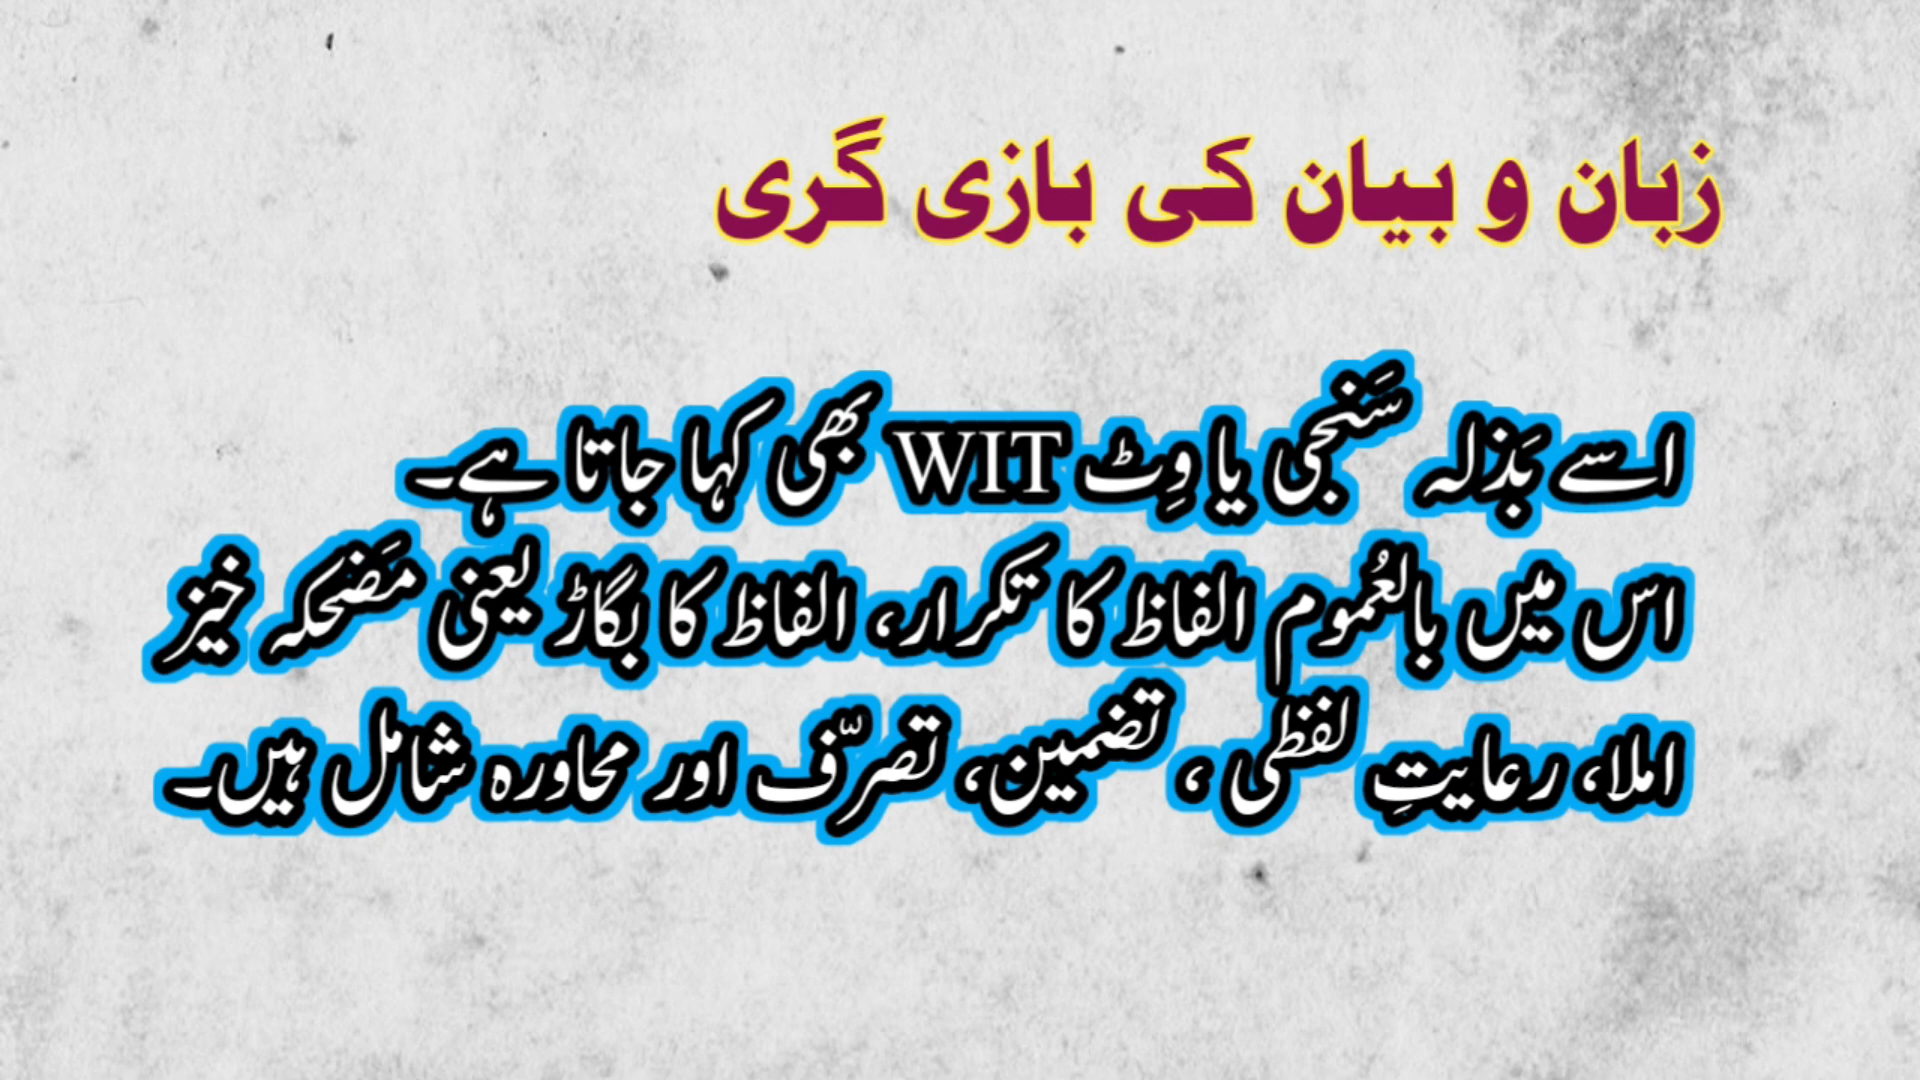 زبان و بیان کی بازی گری
اسے بَذلہ سَنجی یا وِٹ WIT بھی کہا جاتا ہے۔
اس میں بالعُموم الفاظ کا تکرار، الفاظ کا بگاڑ یعنی مَضحکہ خیز
املا، رعایتِ لفظی ، تضمین، تصرّف اور محاورہ شامل ہیں۔